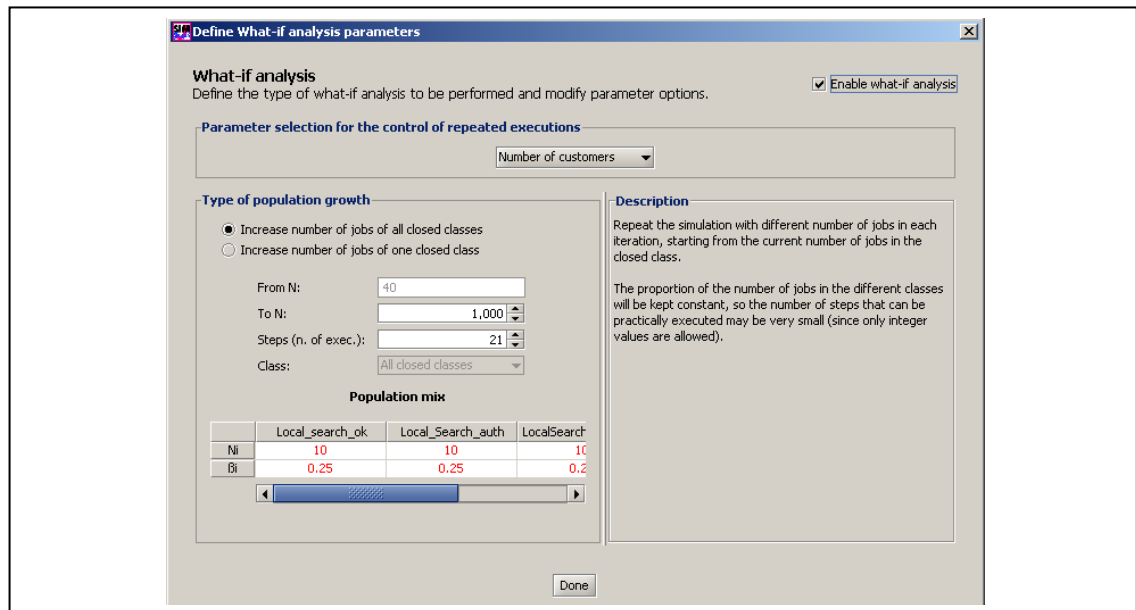 Define What-if analysis parameters
What-if analysis
Define the type of what-if analysis to be performed and modify parameter options.
Enable what-if analysis
Parameter selection for the control of repeated executions
Number of customers
Type of population growth
Increase number of jobs of all closed classes
Increase number of jobs of one closed class
From N: 40
To N: 1,000
Steps (n. of exec.): 21
Class: All closed classes
Population mix
Local_search_ok Local_Search_auth LocalSearch
Ni 10 10 10
βi 0.25 0.25 0.2
Description
Repeat the simulation with different number of jobs in each
iteration, starting from the current number of jobs in the
closed class.
The proportion of the number of jobs in the different classes
will be kept constant, so the number of steps that can be
practically executed may be very small (since only integer
values are allowed).
Done